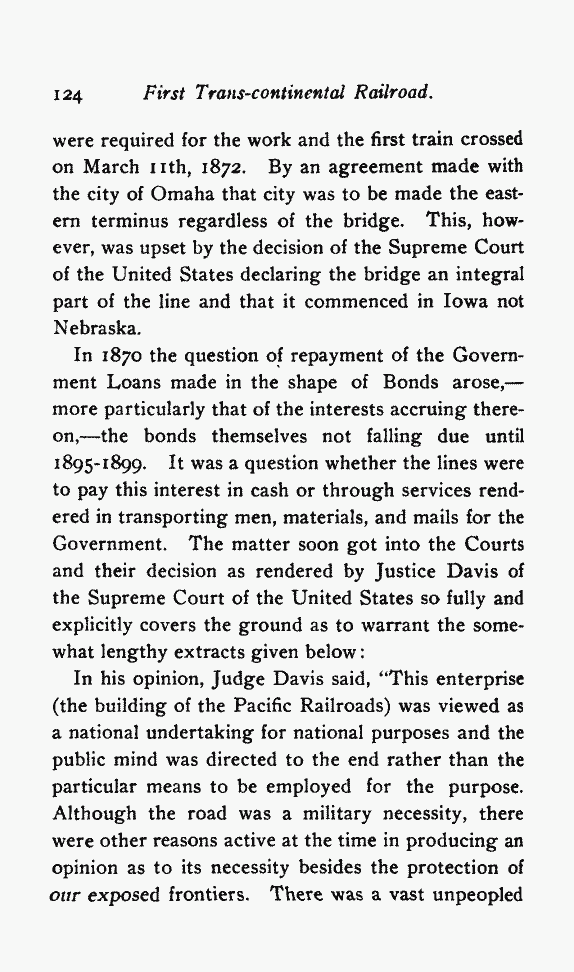 124 First Trans-continental Railroad.
were required for the work and the first train crossed
on March 11th, 1872. By an agreement made with
the city of Omaha that city was to be made the east-
ern terminus regardless of the bridge. This, how-
ever, was upset by the decision of the Supreme Court
of the United States declaring the bridge an integral
part of the line and that it commenced in Iowa not
Nebraska.
In 1870 the question of repayment of the Govern-
ment Loans made in the shape of Bonds arose,—
more particularly that of the interests accruing there-
on,—the bonds themselves not falling due until
1895-1899. It was a question whether the lines were
to pay this interest in cash or through services rend-
ered in transporting men, materials, and mails for the
Government. The matter soon got into the Courts
and their decision as rendered by Justice Davis of
the Supreme Court of the United States so fully and
explicitly covers the ground as to warrant the some-
what lengthy extracts given below:
In his opinion, Judge Davis said, “This enterprise
(the building of the Pacific Railroads) was viewed as
a national undertaking for national purposes and the
public mind was directed to the end rather than the
particular means to be employed for the purpose.
Although the road was a military necessity, there
were other reasons active at the time in producing an
opinion as to its necessity besides the protection of
our exposed frontiers. There was a vast unpeopled